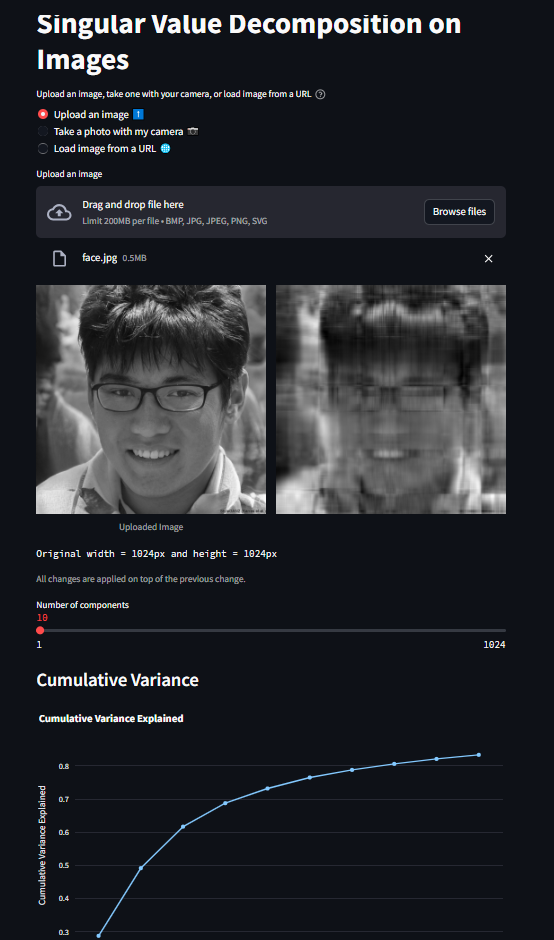 Singular Value Decomposition on
Images
Upload an image, take one with your camera, or load image from a URL ?
Upload an image
Take a photo with my camera
Load image from a URL
Upload an image
Drag and drop file here
Limit 200MB per file • BMP, JPG, JPEG, PNG, SVG
Browse files
face.jpg 0.5MB
Uploaded Image
Original width = 1024px and height = 1024px
All changes are applied on top of the previous change.
Number of components
10
1
1024
Cumulative Variance
Cumulative Variance Explained
Cumulative Variance Explained
0.8
0.7
0.6
0.5
0.4
0.3